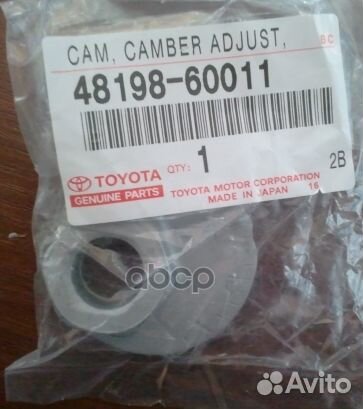 CAM, CAMBER ADJUST, BC
48198-60011
TOYOTA
GENUINE PARTS
QTY: 1
2B
TOYOTA MOTOR CORPORATION
MADE IN JAPAN 16
abcp
Avito